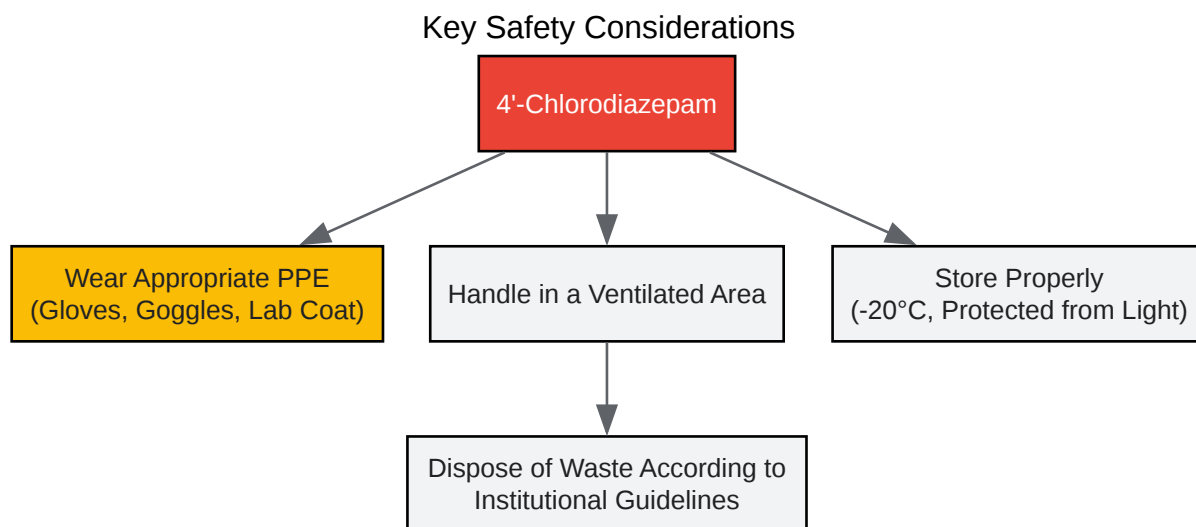 Key Safety Considerations
4'-Chlorodiazepam
Wear Appropriate PPE
(Gloves, Goggles, Lab Coat)
Handle in a Ventilated Area
Store Properly
(-20°C, Protected from Light)
Dispose of Waste According to
Institutional Guidelines